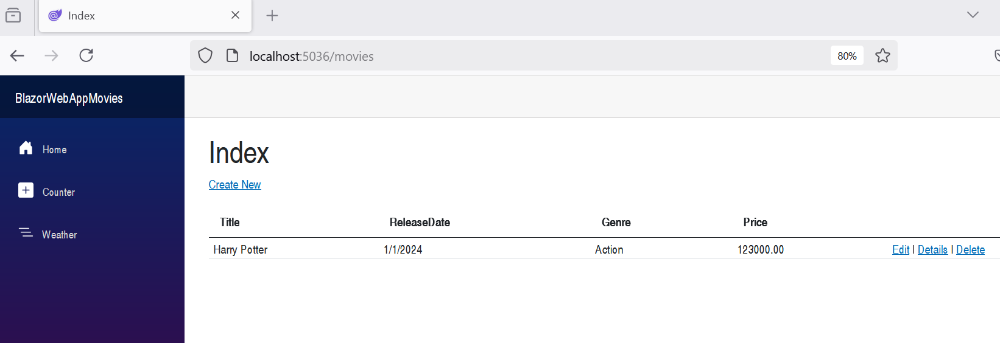 Index
localhost:5036/movies 80%
BlazorWebAppMovies
Home
Counter
Weather
Index
Create New
Title ReleaseDate Genre Price
Harry Potter 1/1/2024 Action 123000.00 Edit | Details | Delete